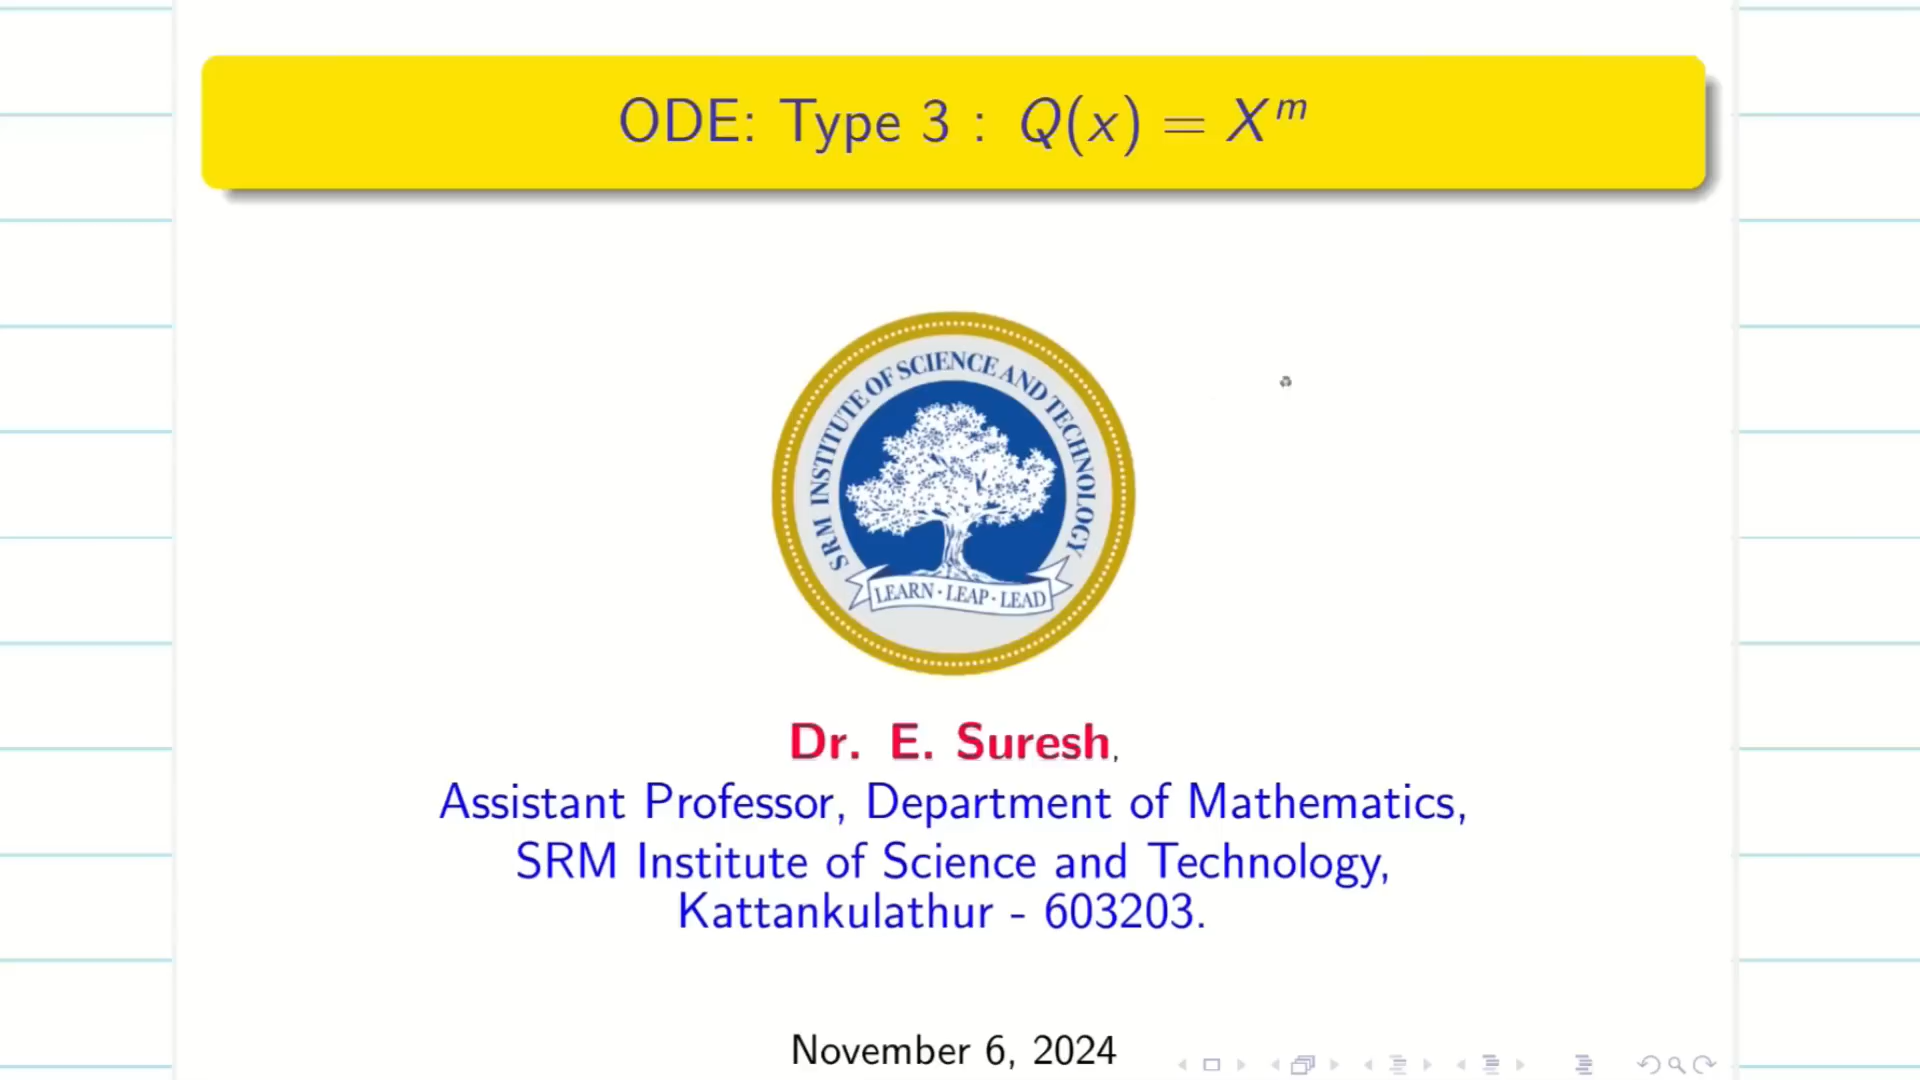 ODE: Type 3 : Q(x) = X^m
SRM INSTITUTE OF SCIENCE AND TECHNOLOGY
LEARN · LEAP · LEAD
Dr. E. Suresh,
Assistant Professor, Department of Mathematics,
SRM Institute of Science and Technology,
Kattankulathur - 603203.
November 6, 2024